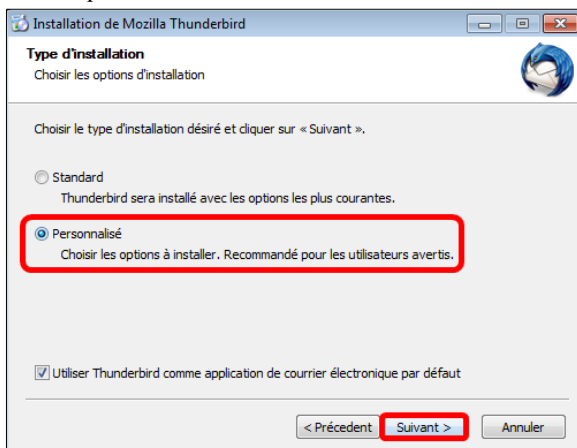 Installation de Mozilla Thunderbird
Type d'installation
Choisir les options d'installation
Choisir le type d'installation désiré et cliquer sur « Suivant ».
Standard
Thunderbird sera installé avec les options les plus courantes.
Personnalisé
Choisir les options à installer. Recommandé pour les utilisateurs avertis.
Utiliser Thunderbird comme application de courrier électronique par défaut
< Précedent Suivant > Annuler